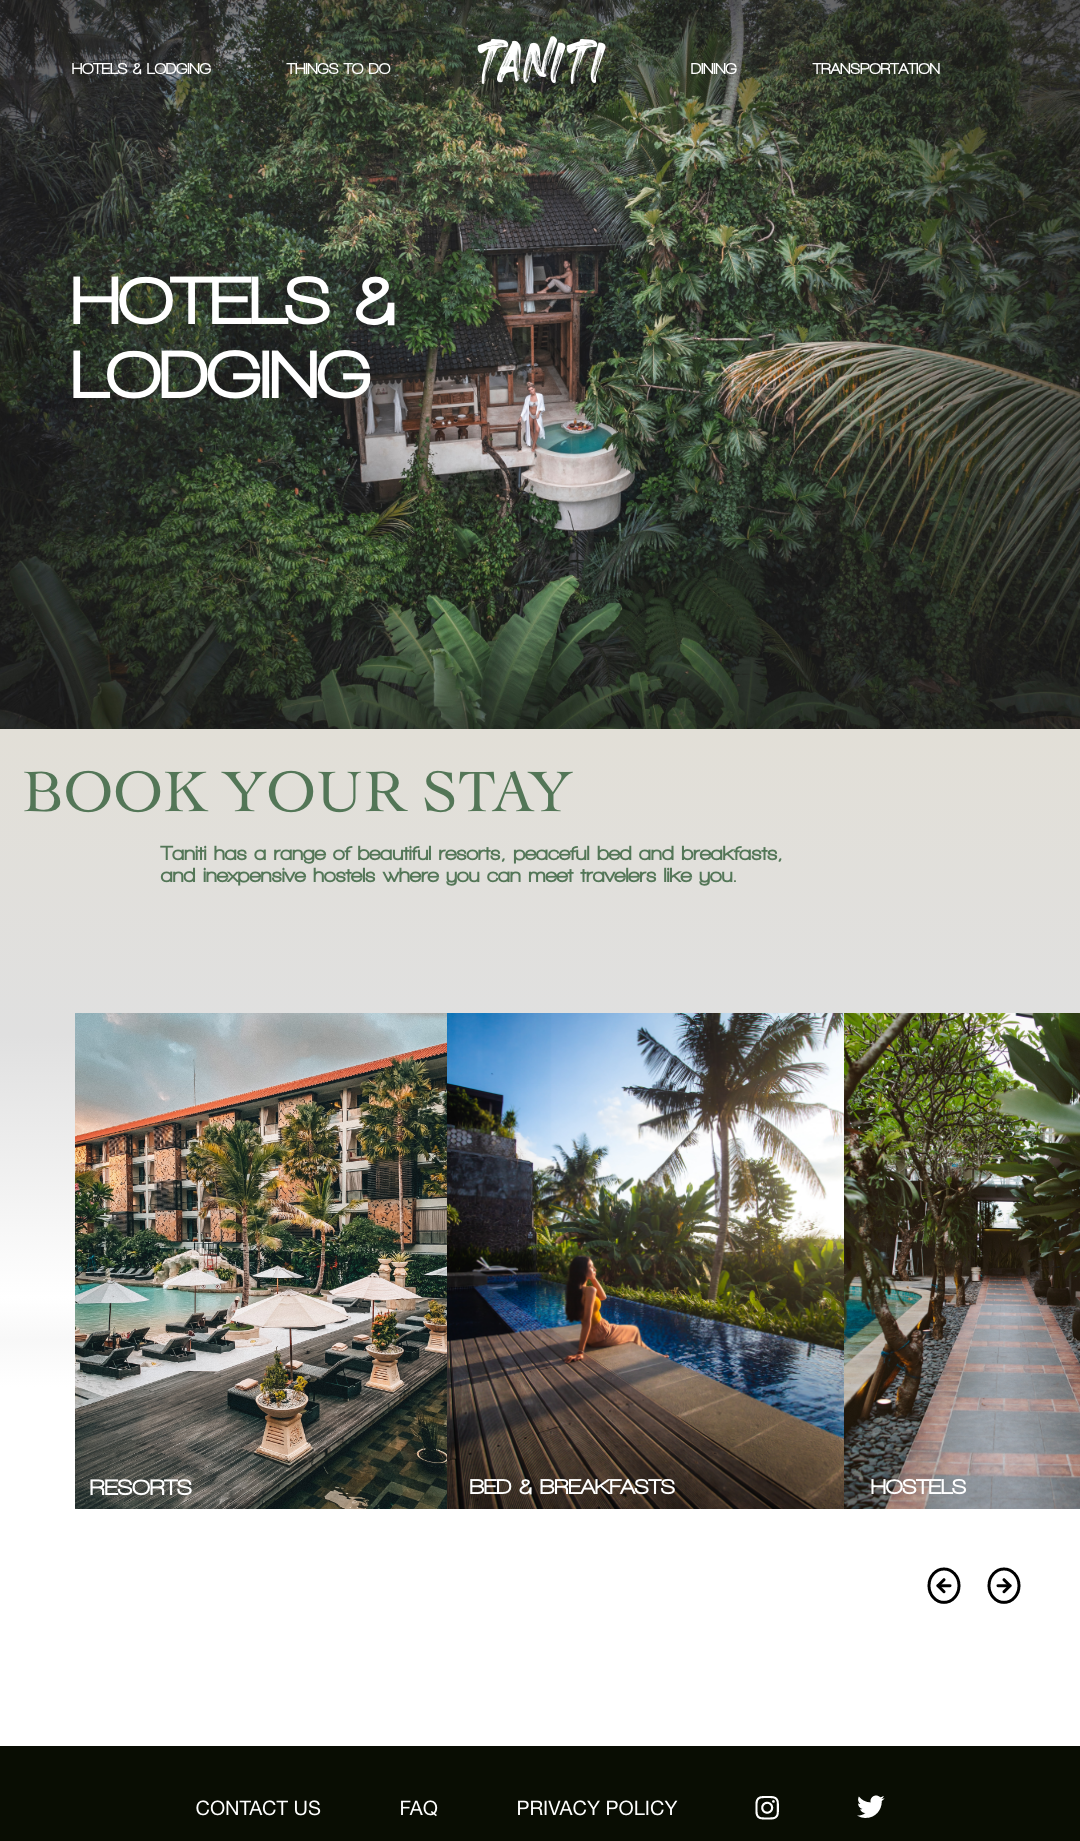 HOTELS & LODGING THINGS TO DO TANITI DINING TRANSPORTATION
HOTELS &
LODGING
BOOK YOUR STAY
Taniti has a range of beautiful resorts, peaceful bed and breakfasts,
and inexpensive hostels where you can meet travelers like you.
RESORTS BED & BREAKFASTS HOSTELS
CONTACT US FAQ PRIVACY POLICY